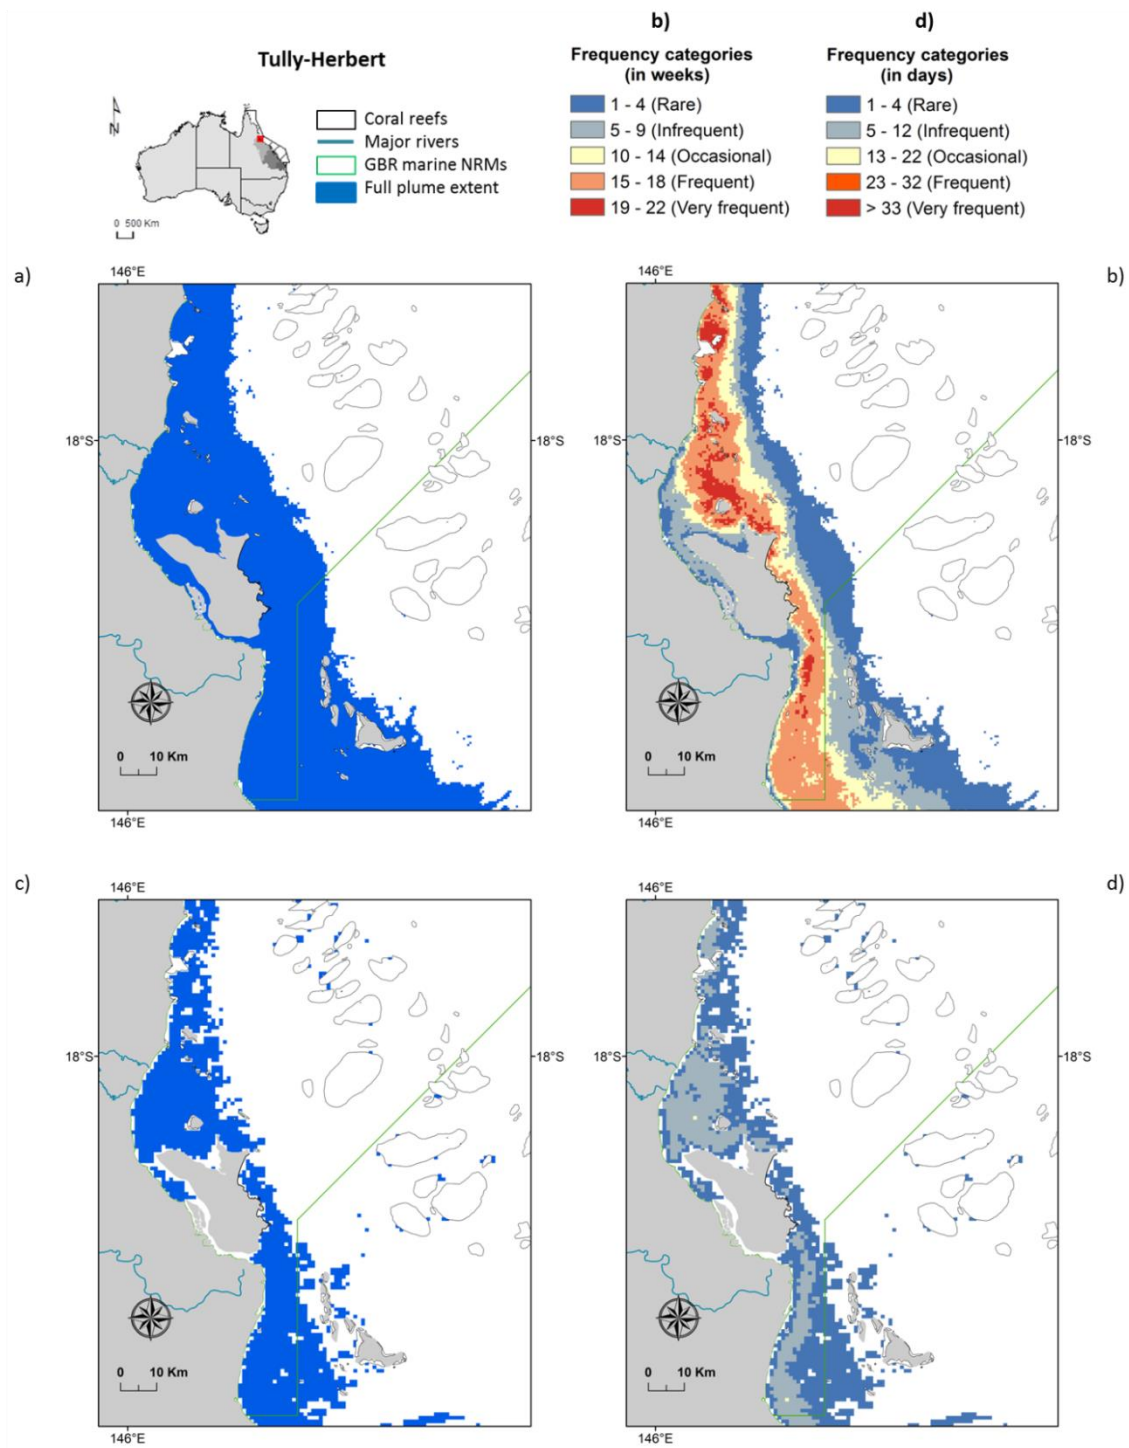 b)
d)
Tully-Herbert
Frequency categories
(in weeks)
Frequency categories
(in days)
N
Coral reefs
Major rivers
GBR marine NRMs
Full plume extent
0 500 Km
1 - 4 (Rare)
5 - 9 (Infrequent)
10 - 14 (Occasional)
15 - 18 (Frequent)
19 - 22 (Very frequent)
1 - 4 (Rare)
5 - 12 (Infrequent)
13 - 22 (Occasional)
23 - 32 (Frequent)
> 33 (Very frequent)
a)
146°E
18°S
18°S
0 10 Km
146°E
b)
146°E
18°S
18°S
0 10 Km
146°E
c)
146°E
18°S
18°S
0 10 Km
146°E
d)
146°E
18°S
18°S
0 10 Km
146°E